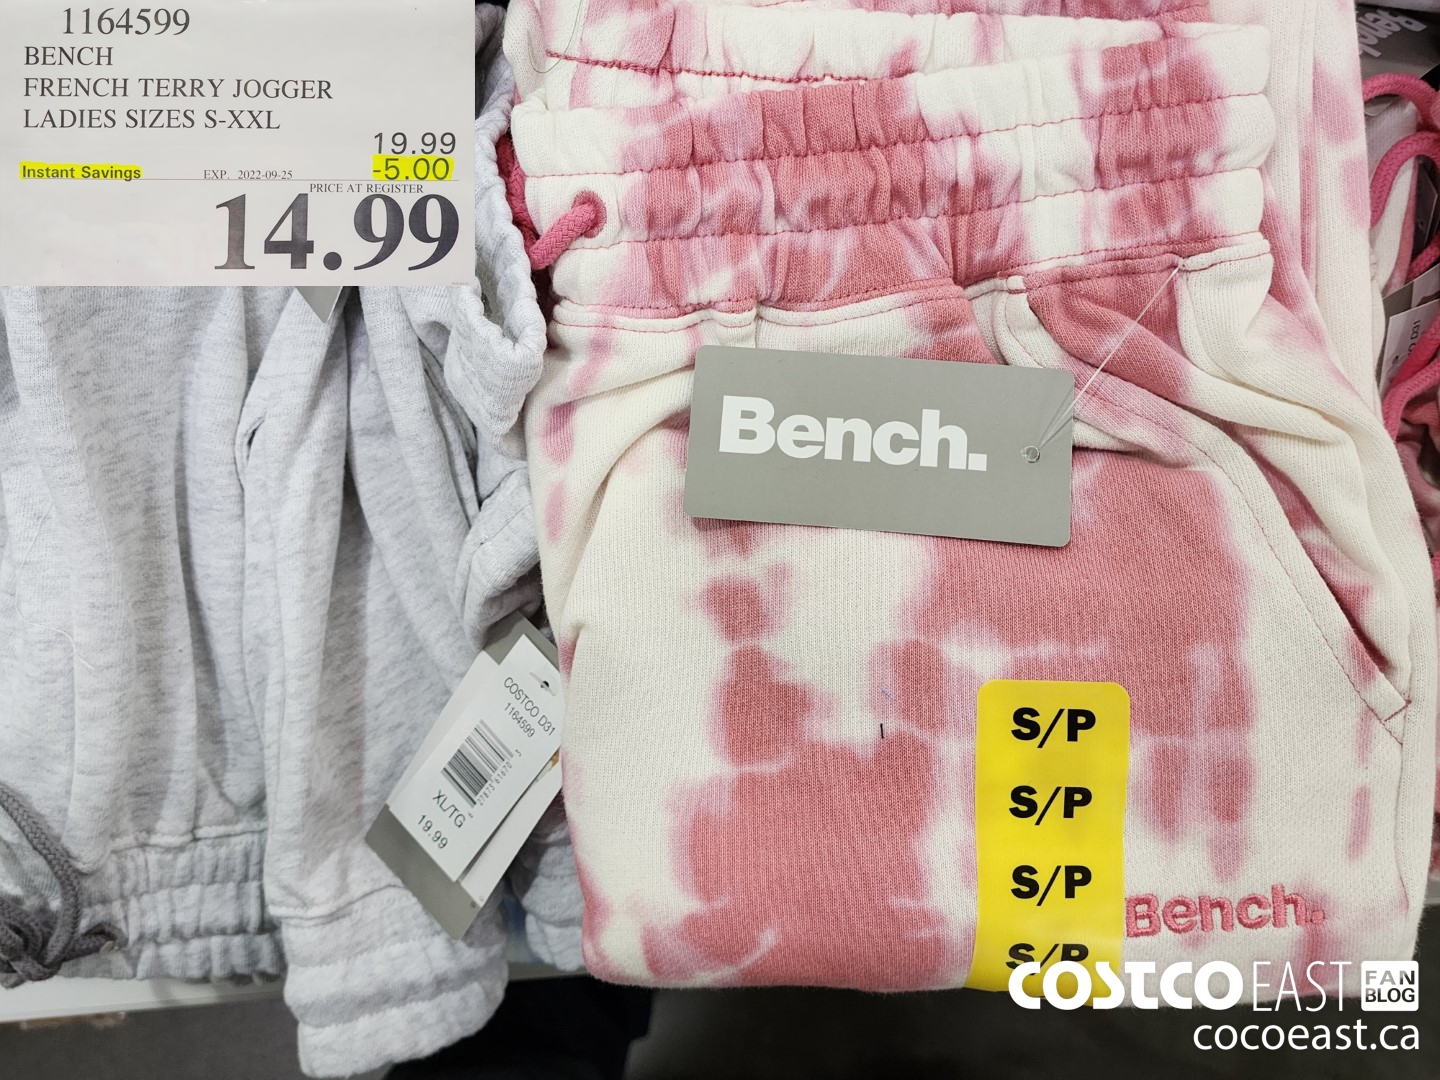 1164599
BENCH
FRENCH TERRY JOGGER
LADIES SIZES S-XXL
19.99
Instant Savings
EXP. 2022-09-25
-5.00
PRICE AT REGISTER
14.99
Bench.
COSTCO D31
1164599
XL/TG
19.99
S/P
S/P
S/P
S/P
Bench.
COSTCO EAST FAN BLOG
cocoeast.ca